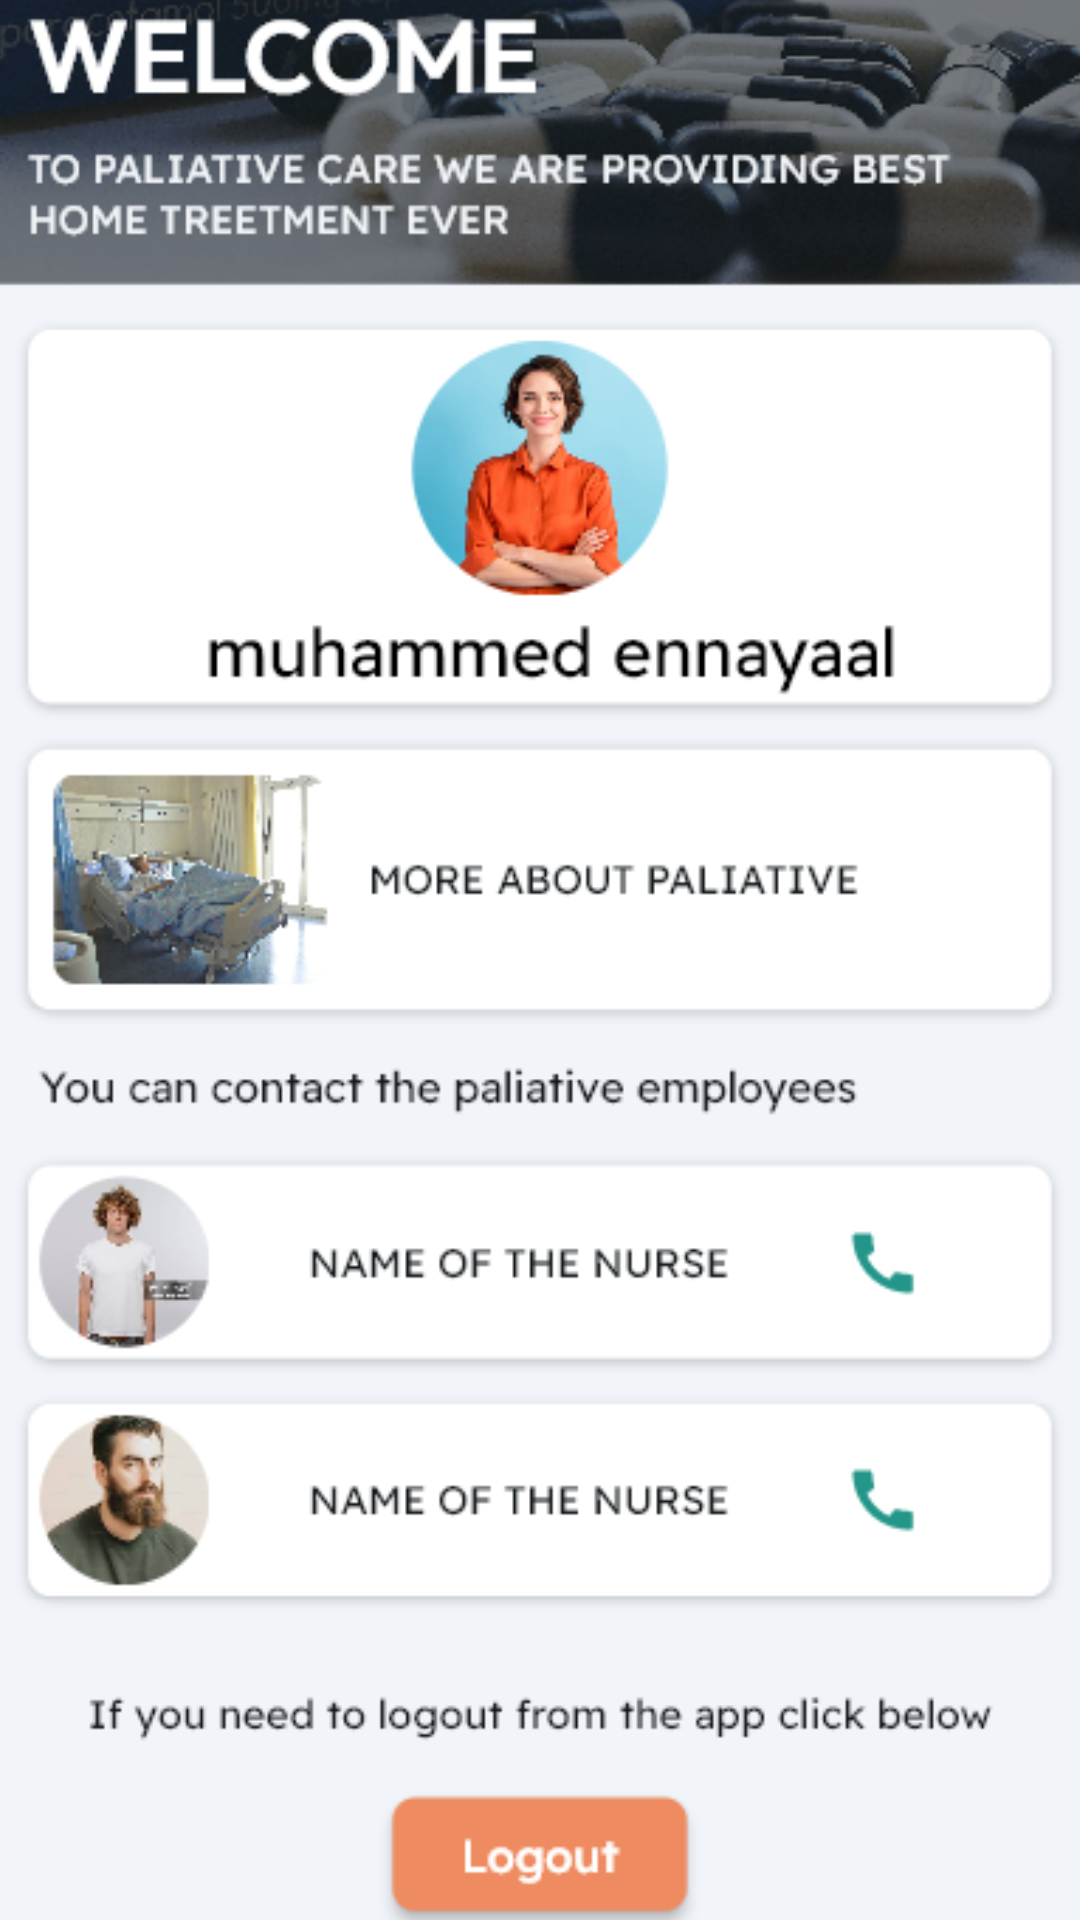 paracetamol 500mg
WELCOME
TO PALIATIVE CARE WE ARE PROVIDING BEST
HOME TREETMENT EVER
muhammed ennayaal
MORE ABOUT PALIATIVE
You can contact the paliative employees
NAME OF THE NURSE
NAME OF THE NURSE
If you need to logout from the app click below
Logout